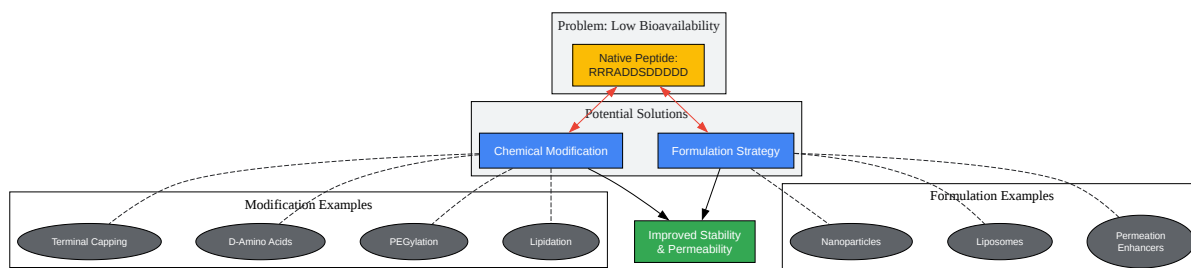 Problem: Low Bioavailability
Native Peptide:
RRRADDSDDDDD
Potential Solutions
Chemical Modification
Formulation Strategy
Modification Examples
Terminal Capping
D-Amino Acids
PEGylation
Lipidation
Improved Stability
& Permeability
Formulation Examples
Nanoparticles
Liposomes
Permeation
Enhancers